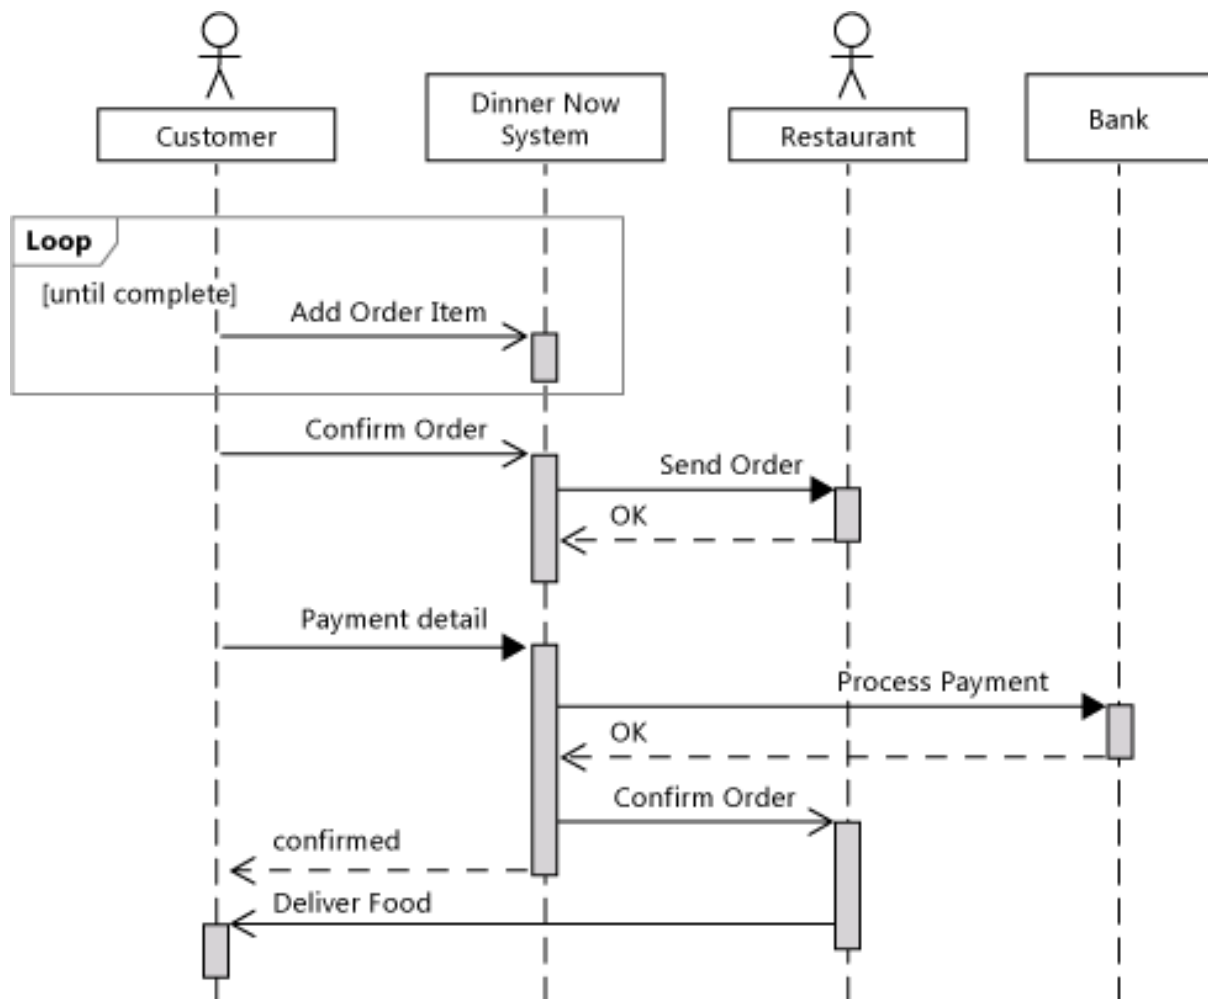 Customer
Dinner Now
System
Restaurant
Bank
Loop
[until complete]
Add Order Item
Confirm Order
Send Order
OK
Payment detail
Process Payment
OK
Confirm Order
confirmed
Deliver Food